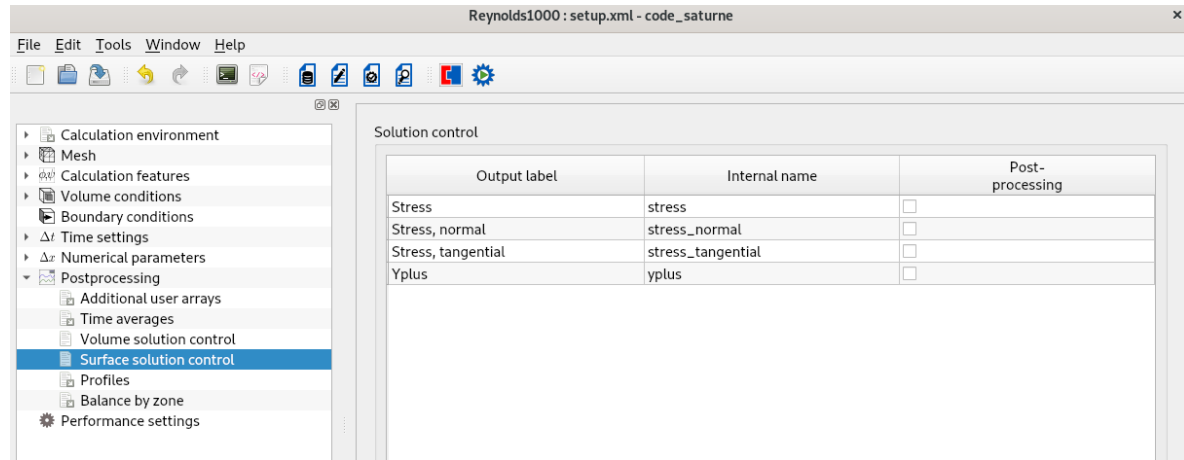 Reynolds1000 : setup.xml - code_saturne
File Edit Tools Window Help
Calculation environment
Mesh
Calculation features
Volume conditions
Boundary conditions
Δt Time settings
Δx Numerical parameters
Postprocessing
Additional user arrays
Time averages
Volume solution control
Surface solution control
Profiles
Balance by zone
Performance settings
Solution control
Output label Internal name Post-
processing
Stress stress
Stress, normal stress_normal
Stress, tangential stress_tangential
Yplus yplus